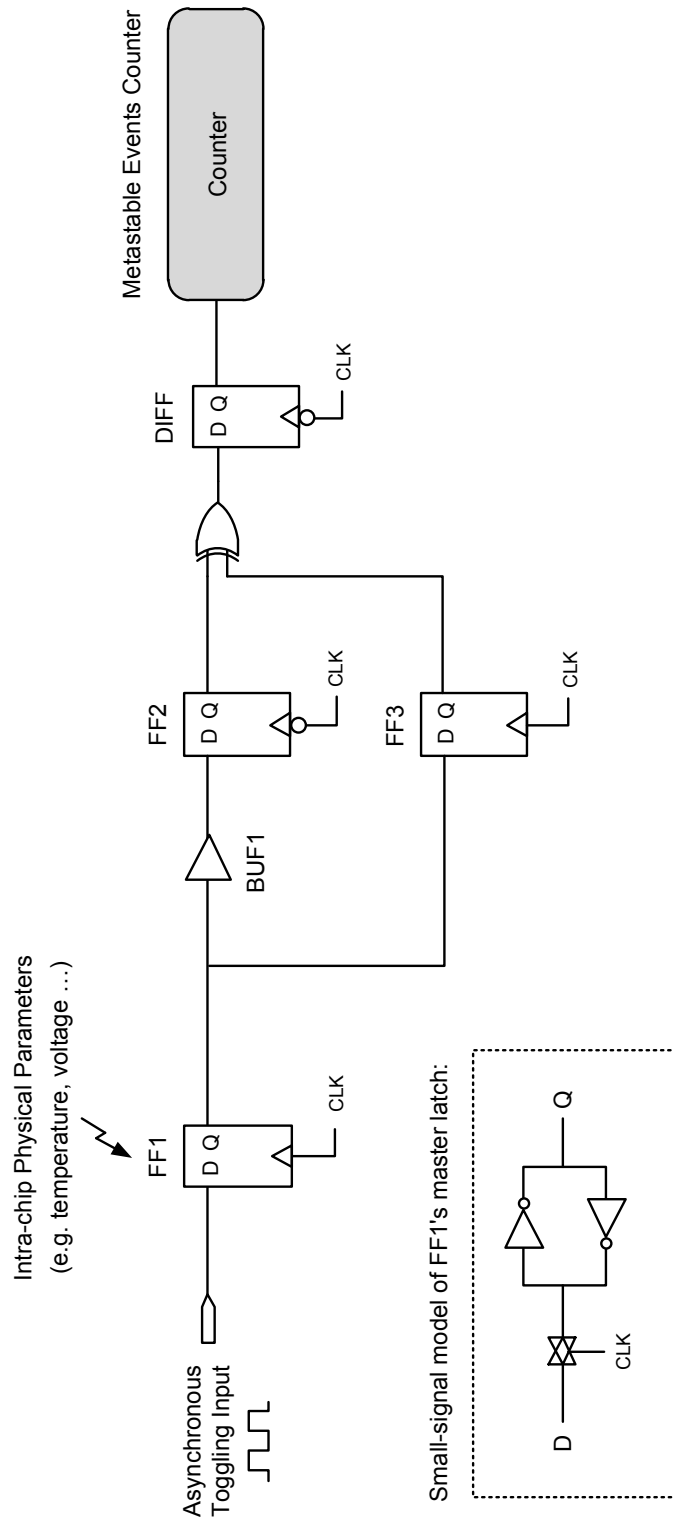 Intra-chip Physical Parameters
(e.g. temperature, voltage ...)
Asynchronous
Toggling Input
FF1
D Q
CLK
BUF1
FF2
D Q
CLK
FF3
D Q
CLK
DIFF
D Q
CLK
Metastable Events Counter
Counter
Small-signal model of FF1's master latch:
D
CLK
Q